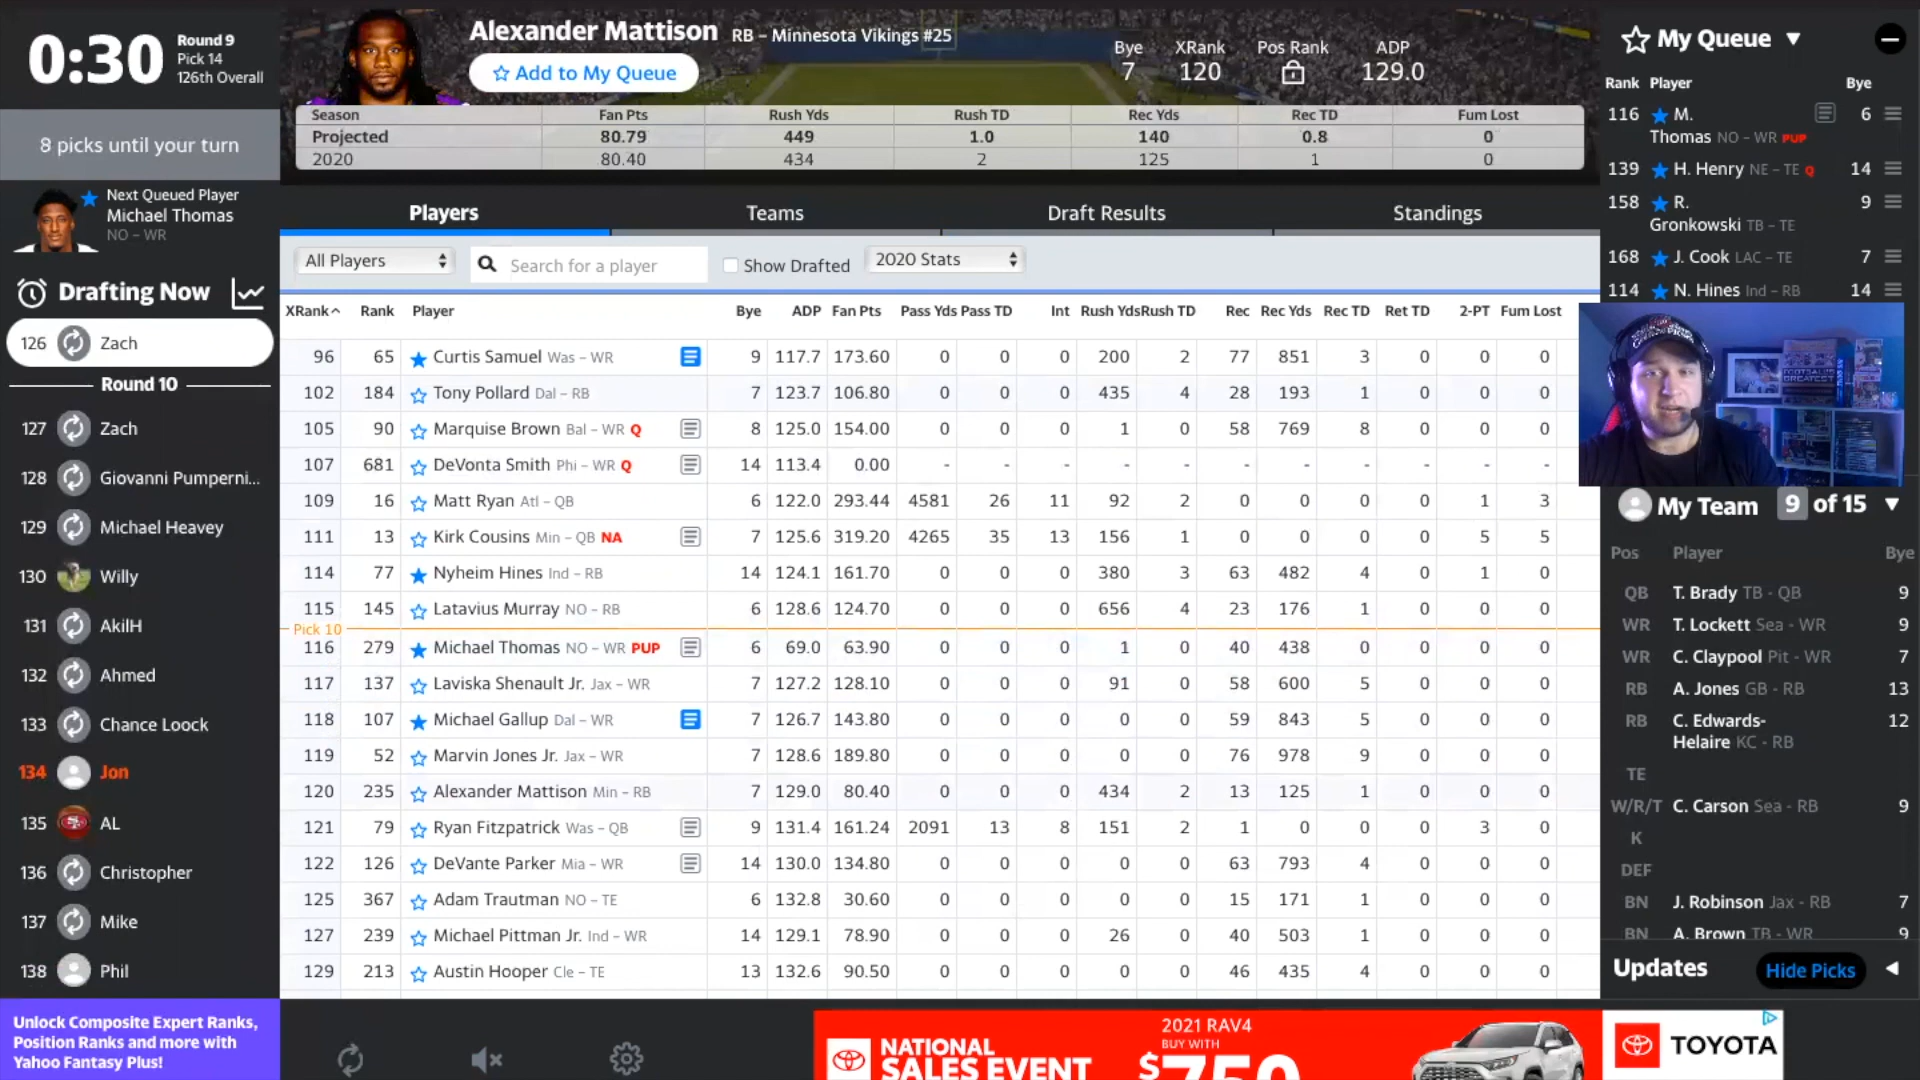 0:30
Round 9
Pick 14
126th Overall
8 picks until your turn
Next Queued Player
Michael Thomas
NO – WR
Drafting Now
126 Zach
Round 10
127 Zach
128 Giovanni Pumperni...
129 Michael Heavey
130 Willy
131 AkilH
132 Ahmed
133 Chance Loock
134 Jon
135 AL
136 Christopher
137 Mike
138 Phil
Unlock Composite Expert Ranks,
Position Ranks and more with
Yahoo Fantasy Plus!
Alexander Mattison RB – Minnesota Vikings #25
Add to My Queue
Bye XRank Pos Rank ADP
7 120 129.0
Season Fan Pts Rush Yds Rush TD Rec Yds Rec TD Fum Lost
Projected 80.79 449 1.0 140 0.8 0
2020 80.40 434 2 125 1 0
Players Teams Draft Results Standings
All Players Search for a player Show Drafted 2020 Stats
XRank Rank Player Bye ADP Fan Pts Pass Yds Pass TD Int Rush Yds Rush TD Rec Rec Yds Rec TD Ret TD 2-PT Fum Lost
96 65 Curtis Samuel Was – WR 9 117.7 173.60 0 0 0 200 2 77 851 3 0 0 0
102 184 Tony Pollard Dal – RB 7 123.7 106.80 0 0 0 435 4 28 193 1 0 0 0
105 90 Marquise Brown Bal – WR Q 8 125.0 154.00 0 0 0 1 0 58 769 8 0 0 0
107 681 DeVonta Smith Phi – WR Q 14 113.4 0.00 - - - - - - - - - - -
109 16 Matt Ryan Atl – QB 6 122.0 293.44 4581 26 11 92 2 0 0 0 0 1 3
111 13 Kirk Cousins Min – QB NA 7 125.6 319.20 4265 35 13 156 1 0 0 0 0 5 5
114 77 Nyheim Hines Ind – RB 14 124.1 161.70 0 0 0 380 3 63 482 4 0 1 0
115 145 Latavius Murray NO – RB 6 128.6 124.70 0 0 0 656 4 23 176 1 0 0 0
Pick 10
116 279 Michael Thomas NO – WR PUP 6 69.0 63.90 0 0 0 1 0 40 438 0 0 0 0
117 137 Laviska Shenault Jr. Jax – WR 7 127.2 128.10 0 0 0 91 0 58 600 5 0 0 0
118 107 Michael Gallup Dal – WR 7 126.7 143.80 0 0 0 0 0 59 843 5 0 0 0
119 52 Marvin Jones Jr. Jax – WR 7 128.6 189.80 0 0 0 0 0 76 978 9 0 0 0
120 235 Alexander Mattison Min – RB 7 129.0 80.40 0 0 0 434 2 13 125 1 0 0 0
121 79 Ryan Fitzpatrick Was – QB 9 131.4 161.24 2091 13 8 151 2 1 0 0 0 3 0
122 126 DeVante Parker Mia – WR 14 130.0 134.80 0 0 0 0 0 63 793 4 0 0 0
125 367 Adam Trautman NO – TE 6 132.8 30.60 0 0 0 0 0 15 171 1 0 0 0
127 239 Michael Pittman Jr. Ind – WR 14 129.1 78.90 0 0 0 26 0 40 503 1 0 0 0
129 213 Austin Hooper Cle – TE 13 132.6 90.50 0 0 0 0 0 46 435 4 0 0 0
My Queue
Rank Player Bye
116 M. 6
Thomas NO – WR PUP
139 H. Henry NE – TE Q 14
158 R. 9
Gronkowski TB – TE
168 J. Cook LAC – TE 7
114 N. Hines Ind – RB 14
FOOTBALL'S
GREATEST
My Team 9 of 15
Pos Player Bye
QB T. Brady TB - QB 9
WR T. Lockett Sea - WR 9
WR C. Claypool Pit - WR 7
RB A. Jones GB - RB 13
RB C. Edwards- 12
Helaire KC - RB
TE
W/R/T C. Carson Sea - RB 9
K
DEF
BN J. Robinson Jax - RB 7
BN A. Brown TB - WR 9
Updates Hide Picks
NATIONAL
SALES EVENT
2021 RAV4
BUY WITH
$750
TOYOTA